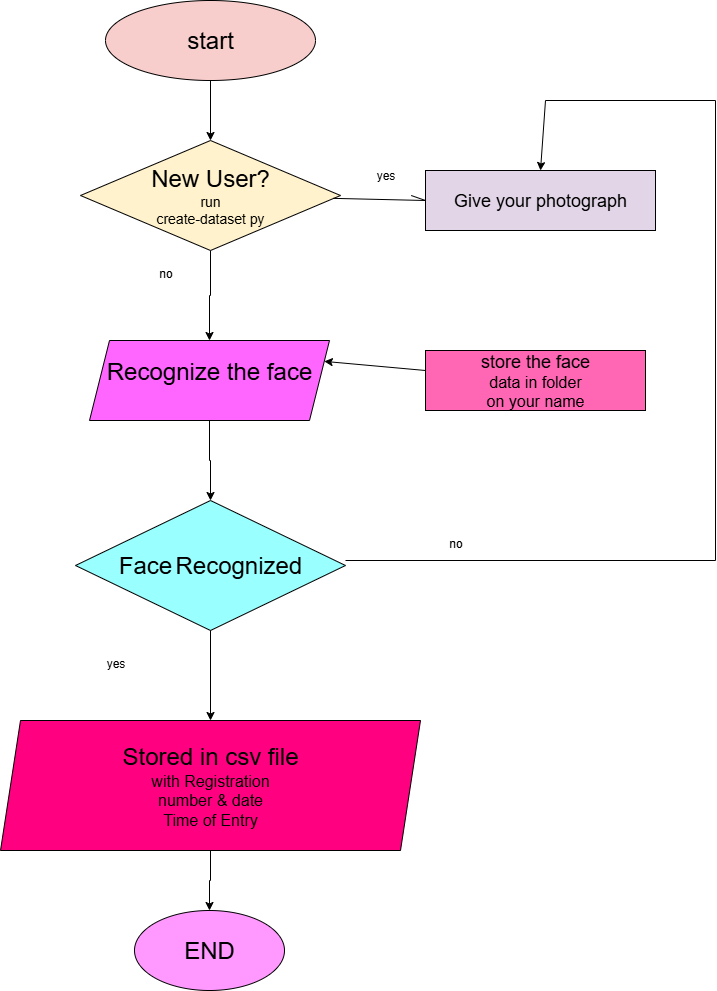 start
New User?
run
create-dataset py
yes
Give your photograph
no
Recognize the face
store the face
data in folder
on your name
Face Recognized
no
yes
Stored in csv file
with Registration
number & date
Time of Entry
END